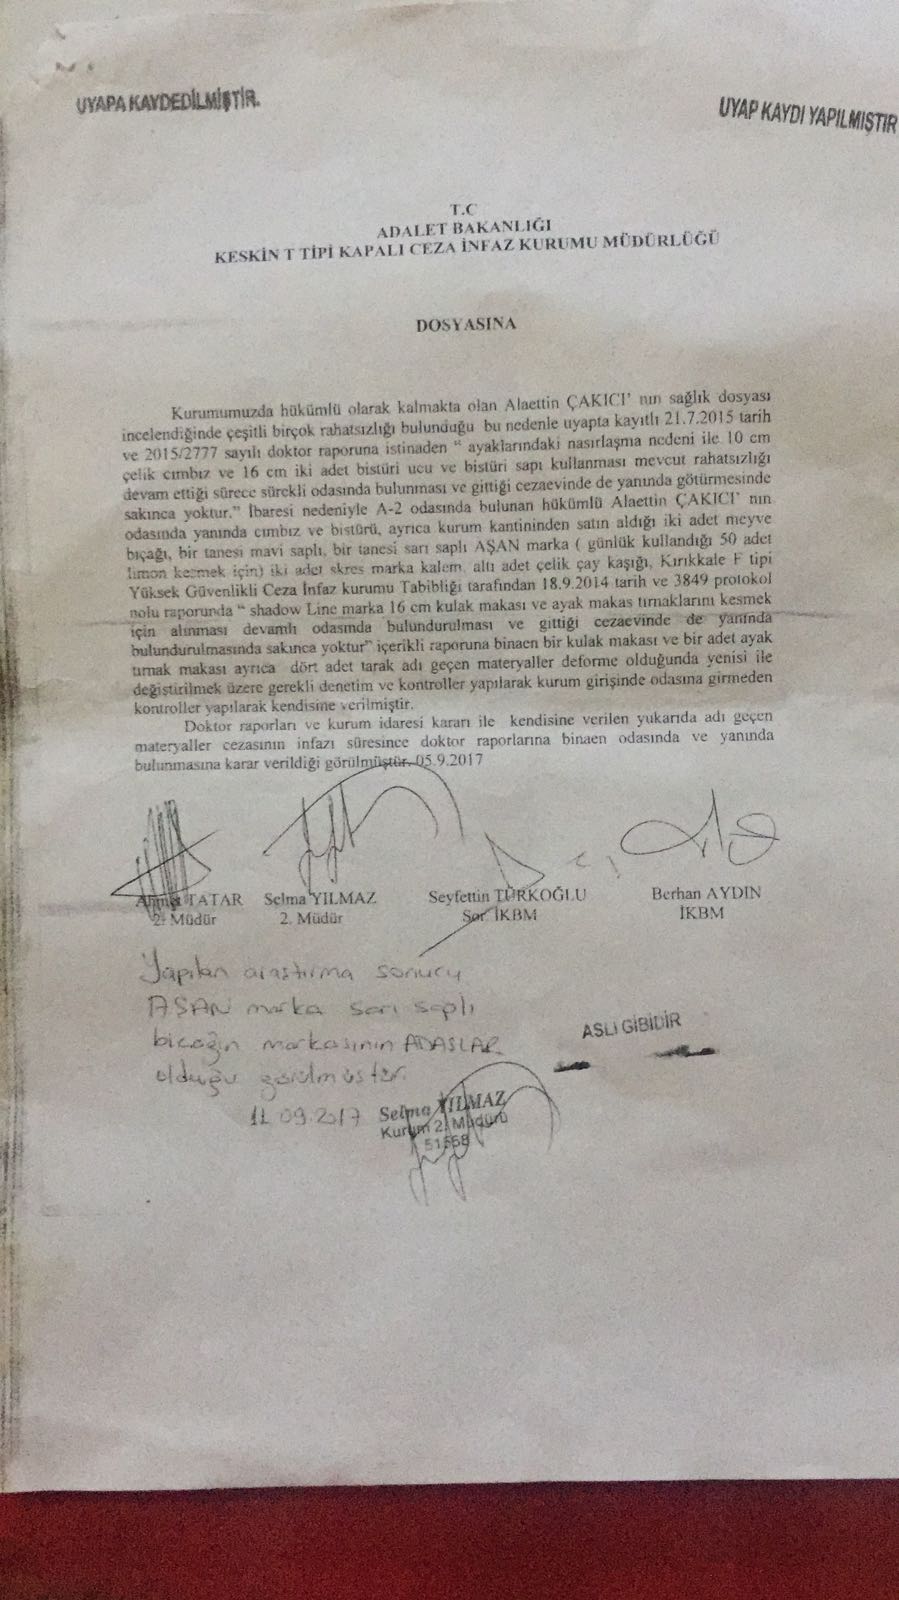 UYAPA KAYDEDİLMİŞTİR.
UYAP KAYDI YAPILMIŞTIR
T.C
ADALET BAKANLIĞI
KESKİN T TİPİ KAPALI CEZA İNFAZ KURUMU MÜDÜRLÜĞÜ
DOSYASINA
Kurumumuzda hükümlü olarak kalmakta olan Alaettin ÇAKICI' nın sağlık dosyası
incelendiğinde çeşitli birçok rahatsızlığı bulunduğu bu nedenle uyapta kayıtlı 21.7.2015 tarih
ve 2015/2777 sayılı doktor raporuna istinaden " ayaklarındaki nasırlaşma nedeni ile 10 cm
çelik cımbız ve 16 cm iki adet bistüri ucu ve bistüri sapı kullanması mevcut rahatsızlığı
devam ettiği sürece sürekli odasında bulunması ve gittiği cezaevinde de yanında götürmesinde
sakınca yoktur." İbaresi nedeniyle A-2 odasında bulunan hükümlü Alaettin ÇAKICI' nın
odasında yanında cımbız ve bistürü, ayrıca kurum kantininden satın aldığı iki adet meyve
bıçağı, bir tanesi mavi saplı, bir tanesi sarı saplı AŞAN marka ( günlük kullandığı 50 adet
limon kesmek için) iki adet skres marka kalem, altı adet çelik çay kaşığı, Kırıkkale F tipi
Yüksek Güvenlikli Ceza İnfaz kurumu Tabibliği tarafından 18.9.2014 tarih ve 3849 protokol
nolu raporunda " shadow Line marka 16 cm kulak makası ve ayak makas tırnaklarını kesmek
için alınması devamlı odasında bulundurulması ve gittiği cezaevinde de yanında
bulundurulmasında sakınca yoktur" içerikli raporuna binaen bir kulak makası ve bir adet ayak
tırnak makası ayrıca dört adet tarak adı geçen materyaller deforme olduğunda yenisi ile
değiştirilmek üzere gerekli denetim ve kontroller yapılarak kurum girişinde odasına girmeden
kontroller yapılarak kendisine verilmiştir.
Doktor raporları ve kurum idaresi kararı ile kendisine verilen yukarıda adı geçen
materyaller cezasının infazı süresince doktor raporlarına binaen odasında ve yanında
bulunmasına karar verildiği görülmüştür. 05.9.2017
TATAR Selma YILMAZ Seyfettin TÜRKOĞLU Berhan AYDIN
2. Müdür 2. Müdür Sor. İKBM İKBM
Yapılan araştırma sonucu
AŞAN marka sarı saplı
bıçağın markasının ADAŞLAR
olduğu görülmüştür.
11.09.2017
ASLI GİBİDİR
Selma YILMAZ
Kurum 2. Müdürü